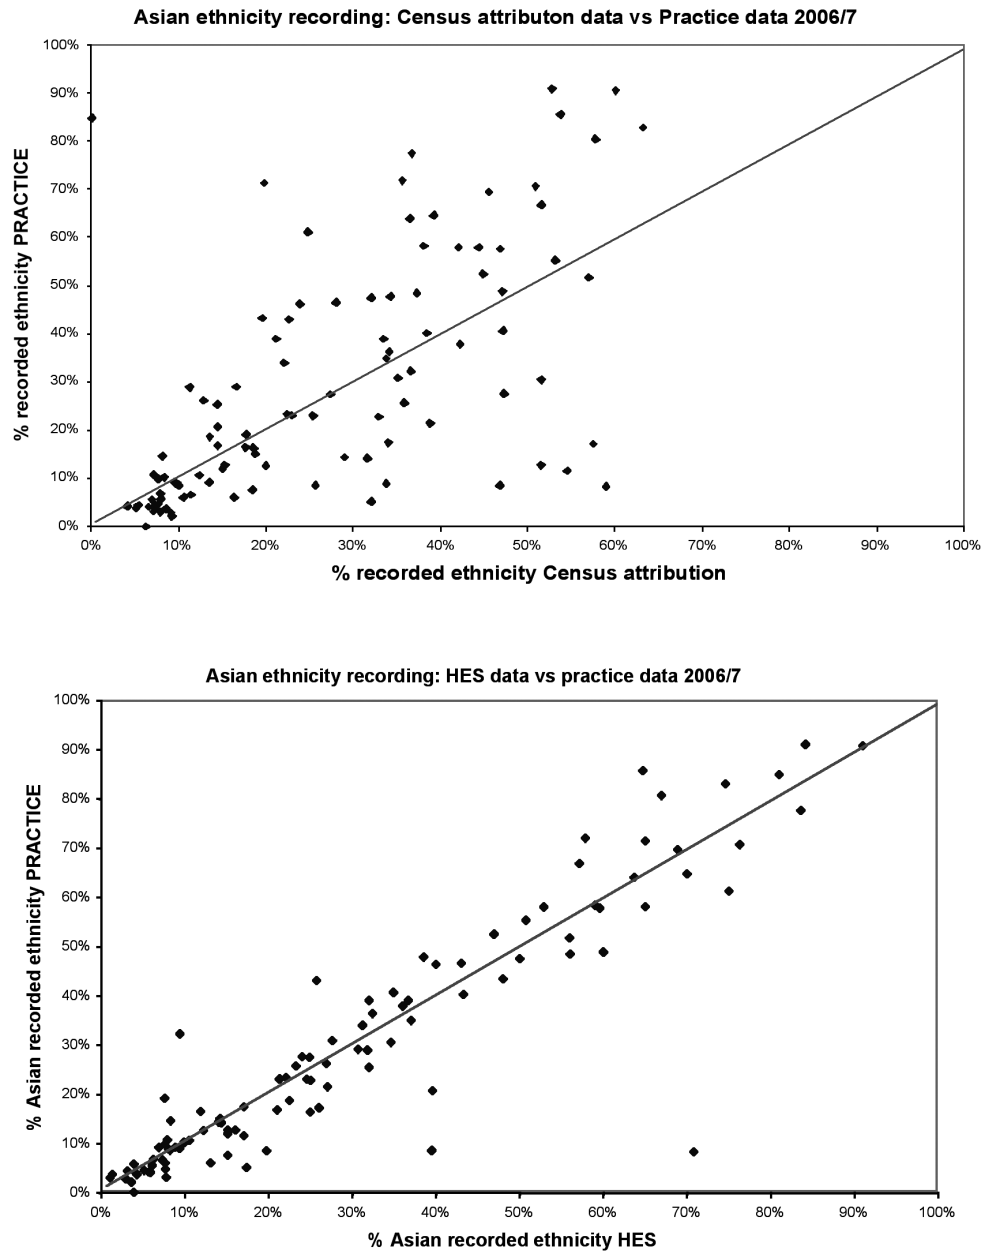 Asian ethnicity recording: Census attributon data vs Practice data 2006/7
100%
90%
80%
70%
60%
50%
40%
30%
20%
10%
0%
% recorded ethnicity PRACTICE
0% 10% 20% 30% 40% 50% 60% 70% 80% 90% 100%
% recorded ethnicity Census attribution
Asian ethnicity recording: HES data vs practice data 2006/7
100%
90%
80%
70%
60%
50%
40%
30%
20%
10%
0%
% Asian recorded ethnicity PRACTICE
0% 10% 20% 30% 40% 50% 60% 70% 80% 90% 100%
% Asian recorded ethnicity HES